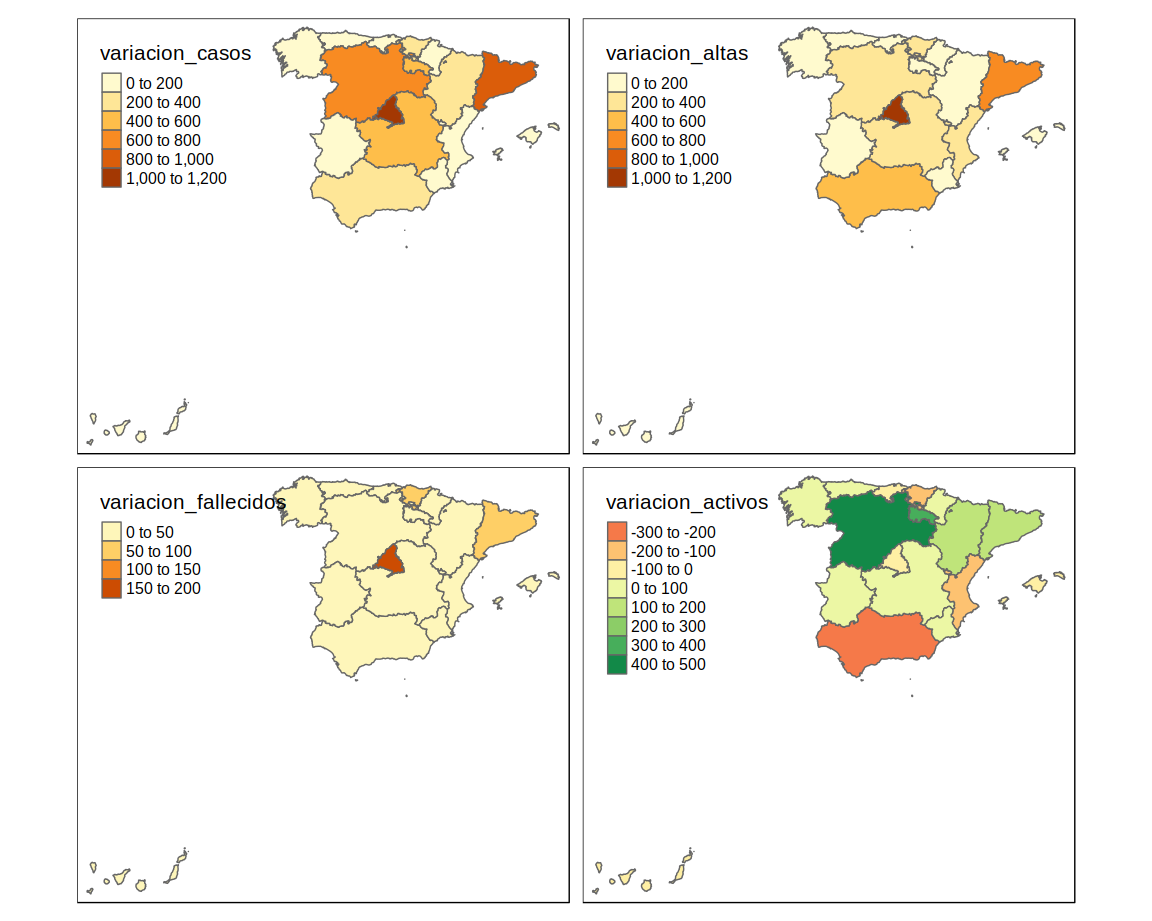 variacion_casos
0 to 200
200 to 400
400 to 600
600 to 800
800 to 1,000
1,000 to 1,200
variacion_altas
0 to 200
200 to 400
400 to 600
600 to 800
800 to 1,000
1,000 to 1,200
variacion_fallecidos
0 to 50
50 to 100
100 to 150
150 to 200
variacion_activos
-300 to -200
-200 to -100
-100 to 0
0 to 100
100 to 200
200 to 300
300 to 400
400 to 500